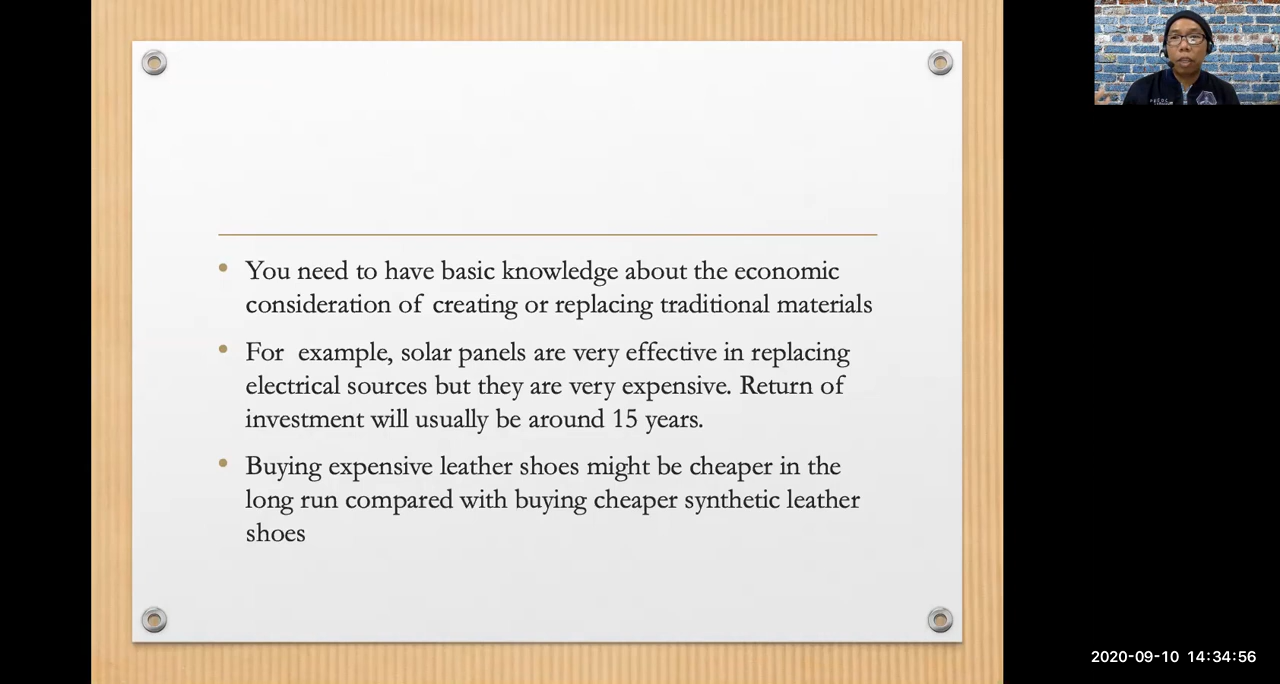 You need to have basic knowledge about the economic
consideration of creating or replacing traditional materials
For example, solar panels are very effective in replacing
electrical sources but they are very expensive. Return of
investment will usually be around 15 years.
Buying expensive leather shoes might be cheaper in the
long run compared with buying cheaper synthetic leather
shoes
2020-09-10 14:34:56